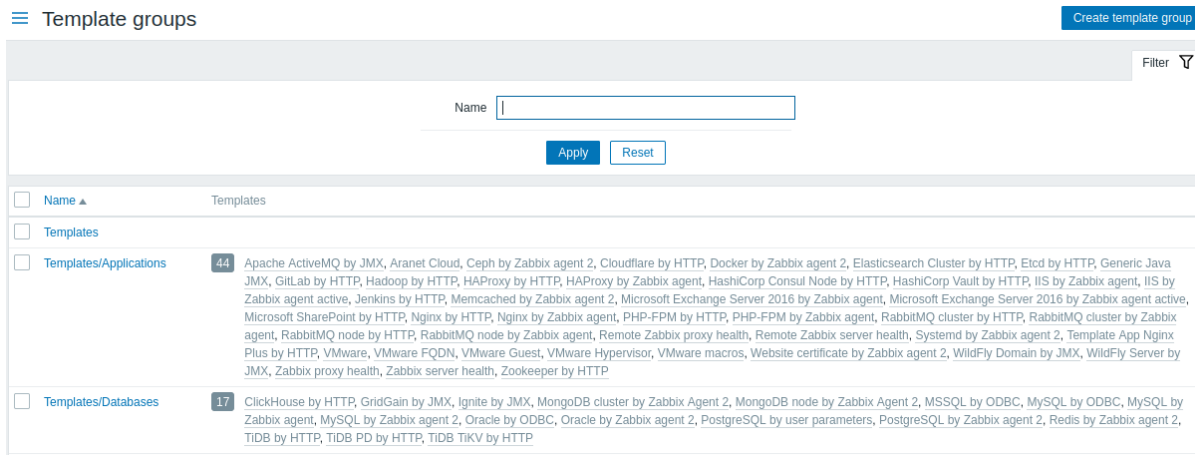 Template groups
Create template group
Filter
Name
Apply Reset
Name Templates
Templates
Templates/Applications 44 Apache ActiveMQ by JMX, Aranet Cloud, Ceph by Zabbix agent 2, Cloudflare by HTTP, Docker by Zabbix agent 2, Elasticsearch Cluster by HTTP, Etcd by HTTP, Generic Java
JMX, GitLab by HTTP, Hadoop by HTTP, HAProxy by HTTP, HAProxy by Zabbix agent, HashiCorp Consul Node by HTTP, HashiCorp Vault by HTTP, IIS by Zabbix agent, IIS by
Zabbix agent active, Jenkins by HTTP, Memcached by Zabbix agent 2, Microsoft Exchange Server 2016 by Zabbix agent, Microsoft Exchange Server 2016 by Zabbix agent active,
Microsoft SharePoint by HTTP, Nginx by HTTP, Nginx by Zabbix agent, PHP-FPM by HTTP, PHP-FPM by Zabbix agent, RabbitMQ cluster by HTTP, RabbitMQ cluster by Zabbix
agent, RabbitMQ node by HTTP, RabbitMQ node by Zabbix agent, Remote Zabbix proxy health, Remote Zabbix server health, Systemd by Zabbix agent 2, Template App Nginx
Plus by HTTP, VMware, VMware FQDN, VMware Guest, VMware Hypervisor, VMware macros, Website certificate by Zabbix agent 2, WildFly Domain by JMX, WildFly Server by
JMX, Zabbix proxy health, Zabbix server health, Zookeeper by HTTP
Templates/Databases 17 ClickHouse by HTTP, GridGain by JMX, Ignite by JMX, MongoDB cluster by Zabbix Agent 2, MongoDB node by Zabbix Agent 2, MSSQL by ODBC, MySQL by ODBC, MySQL by
Zabbix agent, MySQL by Zabbix agent 2, Oracle by ODBC, Oracle by Zabbix agent 2, PostgreSQL by user parameters, PostgreSQL by Zabbix agent 2, Redis by Zabbix agent 2,
TiDB by HTTP, TiDB PD by HTTP, TiDB TiKV by HTTP